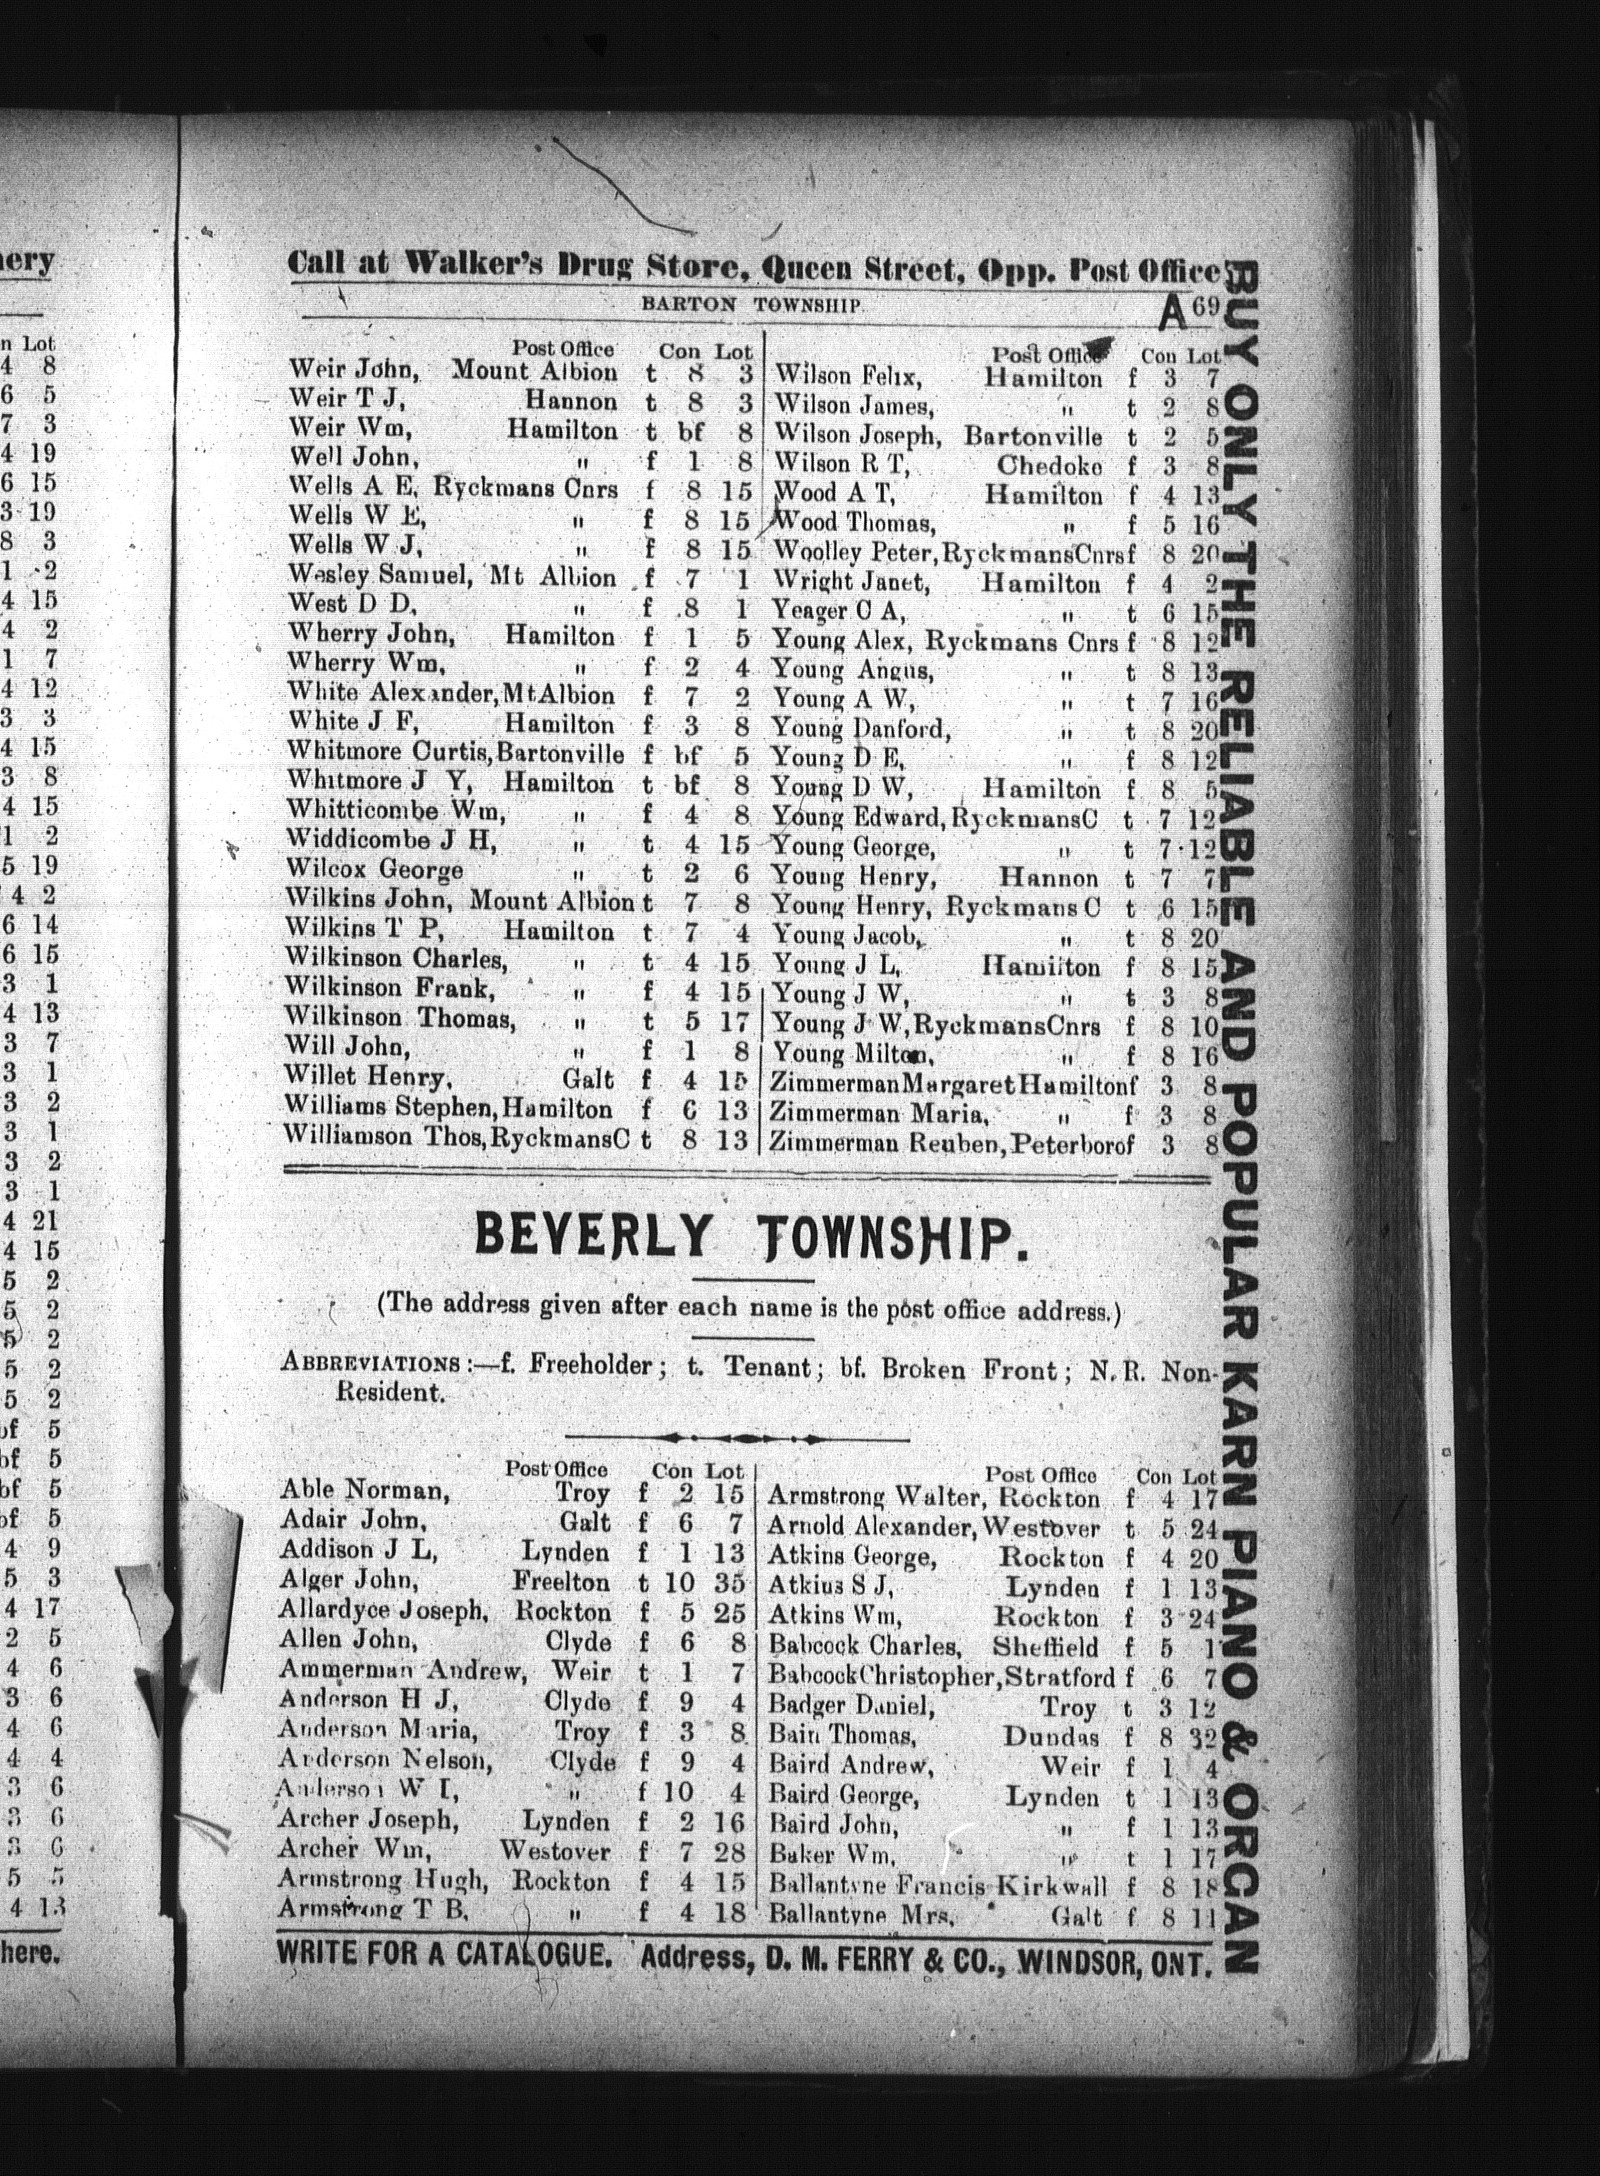 Call at Walker's Drug Store, Queen Street, Opp. Post Office
BARTON TOWNSHIP. A 69
Post Office Con Lot
Weir John, Mount Albion t 8 3
Weir T J, Hannon t 8 3
Weir Wm, Hamilton t bf 8
Well John, " f 1 8
Wells A E, Ryckmans Cnrs f 8 15
Wells W E, " f 8 15
Wells W J, " f 8 15
Wesley Samuel, Mt Albion f 7 1
West D D, " f 8 1
Wherry John, Hamilton f 1 5
Wherry Wm, " f 2 4
White Alexander, Mt Albion f 7 2
White J F, Hamilton f 3 8
Whitmore Curtis, Bartonville f bf 5
Whitmore J Y, Hamilton t bf 8
Whitticombe Wm, " f 4 8
Widdicombe J H, " t 4 15
Wilcox George " t 2 6
Wilkins John, Mount Albion t 7 8
Wilkins T P, Hamilton t 7 4
Wilkinson Charles, " t 4 15
Wilkinson Frank, " f 4 15
Wilkinson Thomas, " t 5 17
Will John, " f 1 8
Willet Henry, Galt f 4 15
Williams Stephen, Hamilton f 6 13
Williamson Thos, Ryckmans C t 8 13
Post Office Con Lot
Wilson Felix, Hamilton f 3 7
Wilson James, " t 2 8
Wilson Joseph, Bartonville t 2 5
Wilson R T, Chedoke f 3 8
Wood A T, Hamilton f 4 13
Wood Thomas, " f 5 16
Woolley Peter, Ryckmans Cnrs f 8 20
Wright Janet, Hamilton f 4 2
Yeager C A, " t 6 15
Young Alex, Ryckmans Cnrs f 8 12
Young Angus, " t 8 13
Young A W, " t 7 16
Young Danford, " t 8 20
Young D E, " f 8 12
Young D W, Hamilton f 8 5
Young Edward, Ryckmans C t 7 12
Young George, " t 7 12
Young Henry, Hannon t 7 7
Young Henry, Ryckmans C t 6 15
Young Jacob, " t 8 20
Young J L, Hamilton f 8 15
Young J W, " t 3 8
Young J W, Ryckmans Cnrs f 8 10
Young Milton, " f 8 16
Zimmerman Margaret Hamilton f 3 8
Zimmerman Maria, " f 3 8
Zimmerman Reuben, Peterboro f 3 8
BEVERLY TOWNSHIP.
(The address given after each name is the post office address.)
ABBREVIATIONS:—f. Freeholder; t. Tenant; bf. Broken Front; N. R. Non-
Resident.
Post Office Con Lot
Able Norman, Troy f 2 15
Adair John, Galt f 6 7
Addison J L, Lynden f 1 13
Alger John, Freelton t 10 35
Allardyce Joseph, Rockton f 5 25
Allen John, Clyde f 6 8
Ammerman Andrew, Weir t 1 7
Anderson H J, Clyde f 9 4
Anderson Maria, Troy f 3 8
Anderson Nelson, Clyde f 9 4
Anderson W I, " f 10 4
Archer Joseph, Lynden f 2 16
Archer Wm, Westover f 7 28
Armstrong Hugh, Rockton f 4 15
Armstrong T B, " f 4 18
Post Office Con Lot
Armstrong Walter, Rockton f 4 17
Arnold Alexander, Westover t 5 24
Atkins George, Rockton f 4 20
Atkins S J, Lynden f 1 13
Atkins Wm, Rockton f 3 24
Babcock Charles, Sheffield f 5 1
Babcock Christopher, Stratford f 6 7
Badger Daniel, Troy t 3 12
Bain Thomas, Dundas f 8 32
Baird Andrew, Weir f 1 4
Baird George, Lynden t 1 13
Baird John, " f 1 13
Baker Wm, " t 1 17
Ballantyne Francis Kirkwall f 8 18
Ballantyne Mrs, Galt f 8 11
WRITE FOR A CATALOGUE. Address, D. M. FERRY & CO., WINDSOR, ONT.
BUY ONLY THE RELIABLE AND POPULAR KARN PIANO & ORGAN